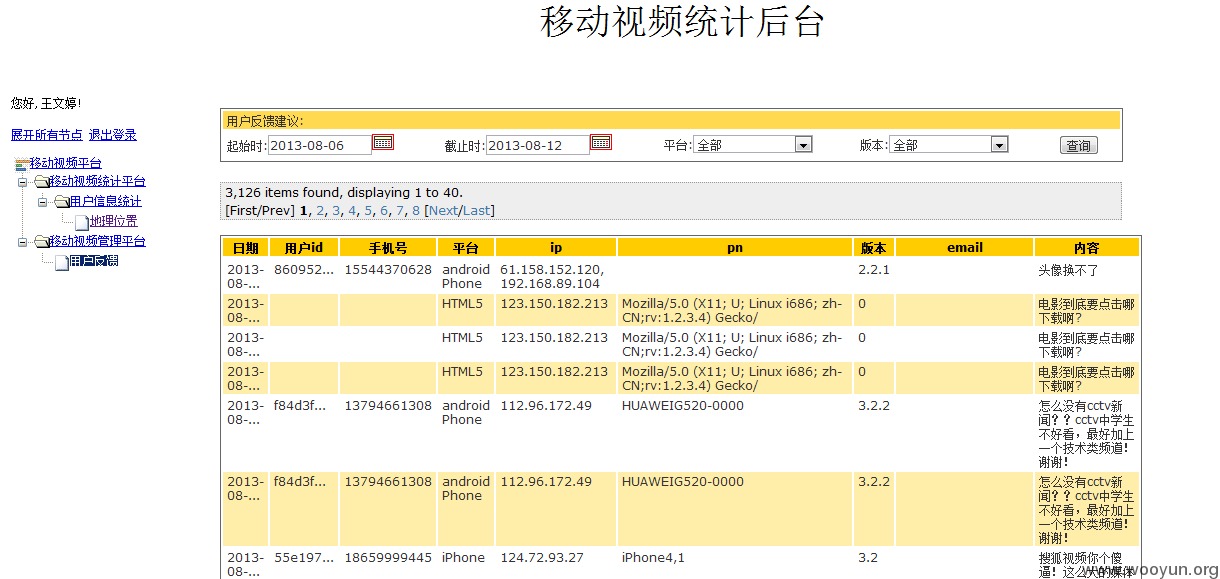 移动视频统计后台
您好, 王文婷!
展开所有节点 退出登录
移动视频平台
移动视频统计平台
用户信息统计
地理位置
移动视频管理平台
用户反馈
用户反馈建议:
起始时: 2013-08-06 截止时: 2013-08-12 平台: 全部 版本: 全部 查询
3,126 items found, displaying 1 to 40.
[First/Prev] 1, 2, 3, 4, 5, 6, 7, 8 [Next/Last]
日期 用户id 手机号 平台 ip pn 版本 email 内容
2013- 860952... 15544370628 android 61.158.152.120, 2.2.1 头像换不了
08-... Phone 192.168.89.104
2013- HTML5 123.150.182.213 Mozilla/5.0 (X11; U; Linux i686; zh- 0 电影到底要点击哪
08-... CN;rv:1.2.3.4) Gecko/ 下载啊?
2013- HTML5 123.150.182.213 Mozilla/5.0 (X11; U; Linux i686; zh- 0 电影到底要点击哪
08-... CN;rv:1.2.3.4) Gecko/ 下载啊?
2013- HTML5 123.150.182.213 Mozilla/5.0 (X11; U; Linux i686; zh- 0 电影到底要点击哪
08-... CN;rv:1.2.3.4) Gecko/ 下载啊?
2013- f84d3f... 13794661308 android 112.96.172.49 HUAWEIG520-0000 3.2.2 怎么没有cctv新
08-... Phone 闻？？cctv中学生
不好看，最好加上
一个技术类频道!
谢谢!
2013- f84d3f... 13794661308 android 112.96.172.49 HUAWEIG520-0000 3.2.2 怎么没有cctv新
08-... Phone 闻？？cctv中学生
不好看，最好加上
一个技术类频道!
谢谢!
2013- 55e197... 18659999445 iPhone 124.72.93.27 iPhone4,1 3.2 搜狐视频你个傻
08-... 逼！这么大的媒体
www.wooyun.org